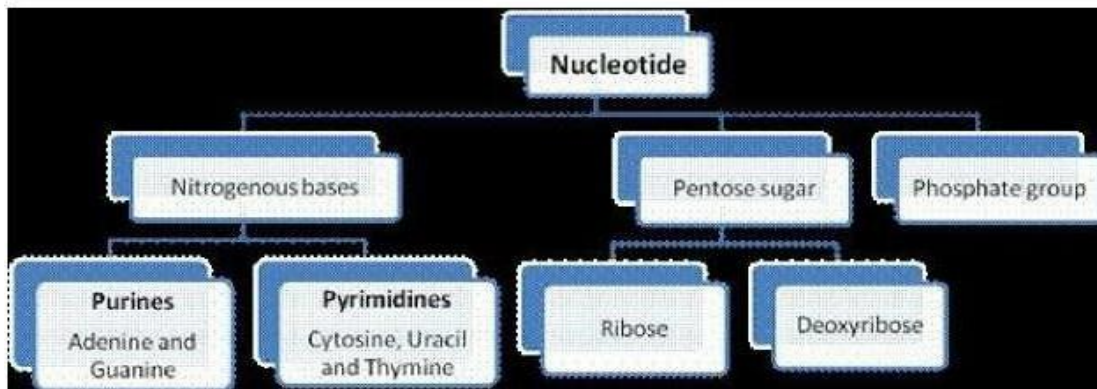 Nucleotide
Nitrogenous bases
Pentose sugar
Phosphate group
Purines
Adenine and
Guanine
Pyrimidines
Cytosine, Uracil
and Thymine
Ribose
Deoxyribose